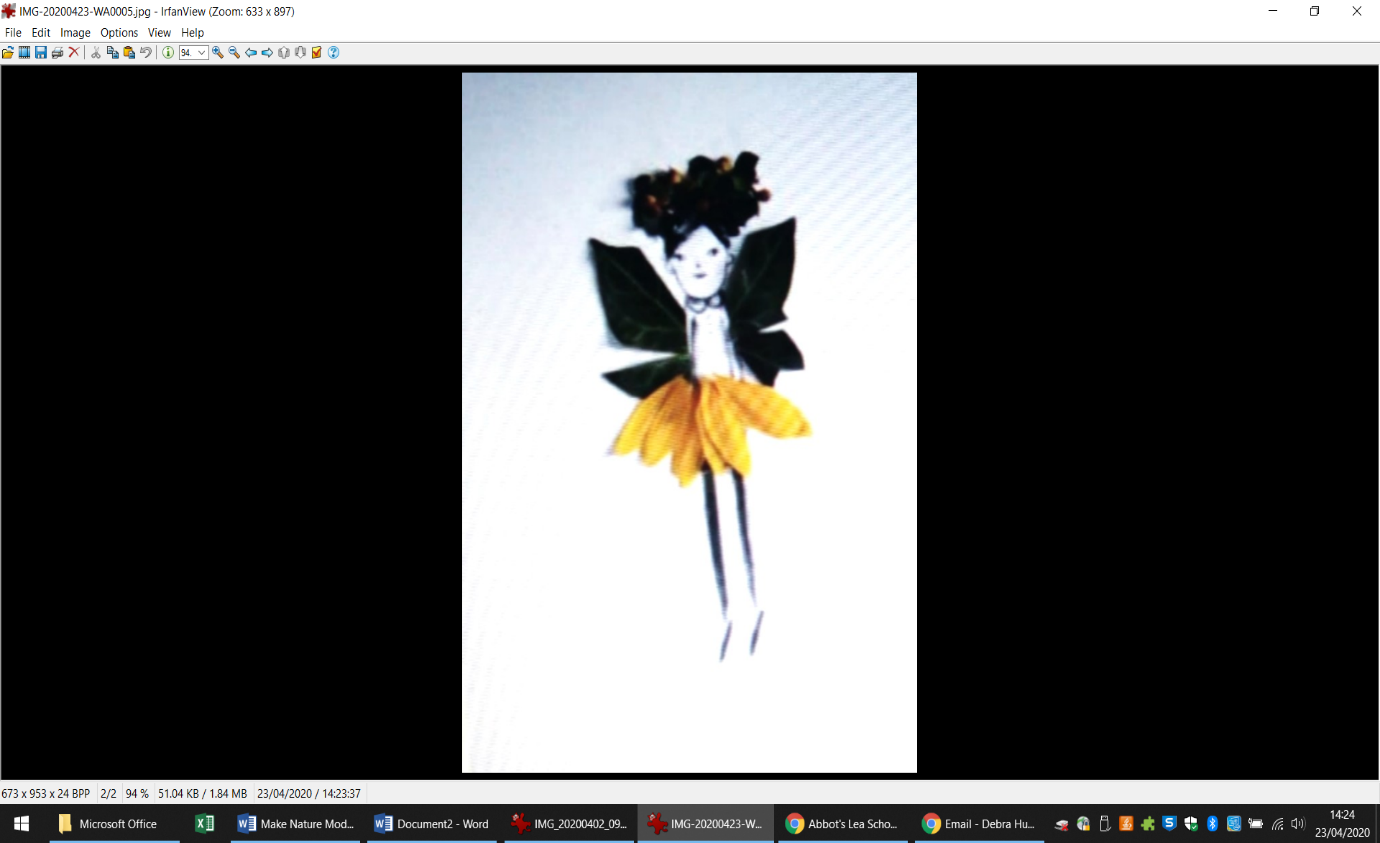 IMG-20200423-WA0005.jpg - IrfanView (Zoom: 633 x 897)
File Edit Image Options View Help
94.
673 x 953 x 24 BPP 2/2 94 % 51.04 KB / 1.84 MB 23/04/2020 / 14:23:37
Microsoft Office Make Nature Mod... Document2 - Word IMG_20200402_09... IMG-20200423-W... Abbot's Lea Scho... Email - Debra Hu... 14:24
23/04/2020